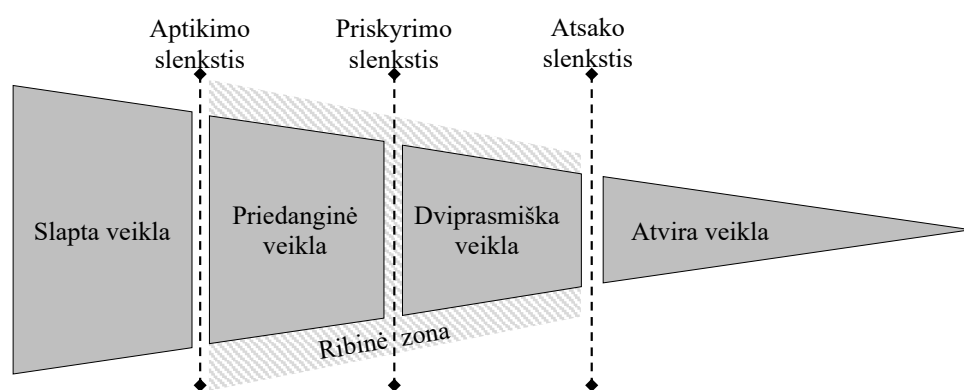 Aptikimo
slenkstis
Priskyrimo
slenkstis
Atsako
slenkstis
Slapta veikla
Priedanginė
veikla
Dviprasmiška
veikla
Atvira veikla
Ribinė zona